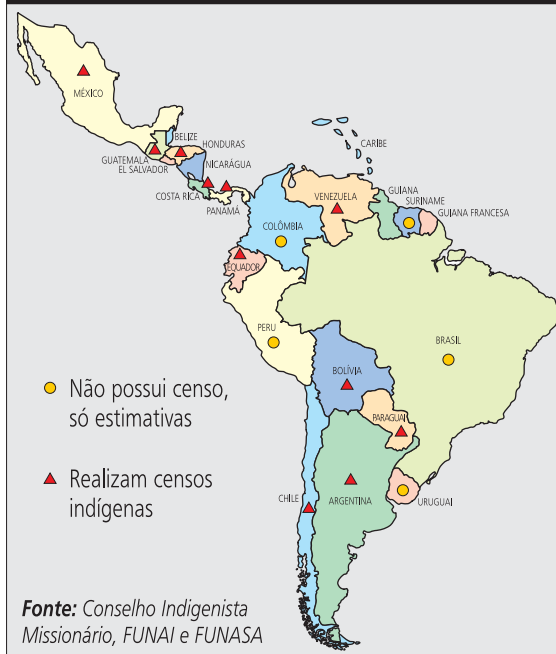 MÉXICO
BELIZE
HONDURAS
GUATEMALA
EL SALVADOR
NICARÁGUA
COSTA RICA
PANAMÁ
CARIBE
VENEZUELA
GUIANA
SURINAME
GUIANA FRANCESA
COLÔMBIA
EQUADOR
PERU
BRASIL
BOLÍVIA
PARAGUAI
CHILE
ARGENTINA
URUGUAI
Não possui censo,
só estimativas
Realizam censos
indígenas
Fonte: Conselho Indigenista
Missionário, FUNAI e FUNASA